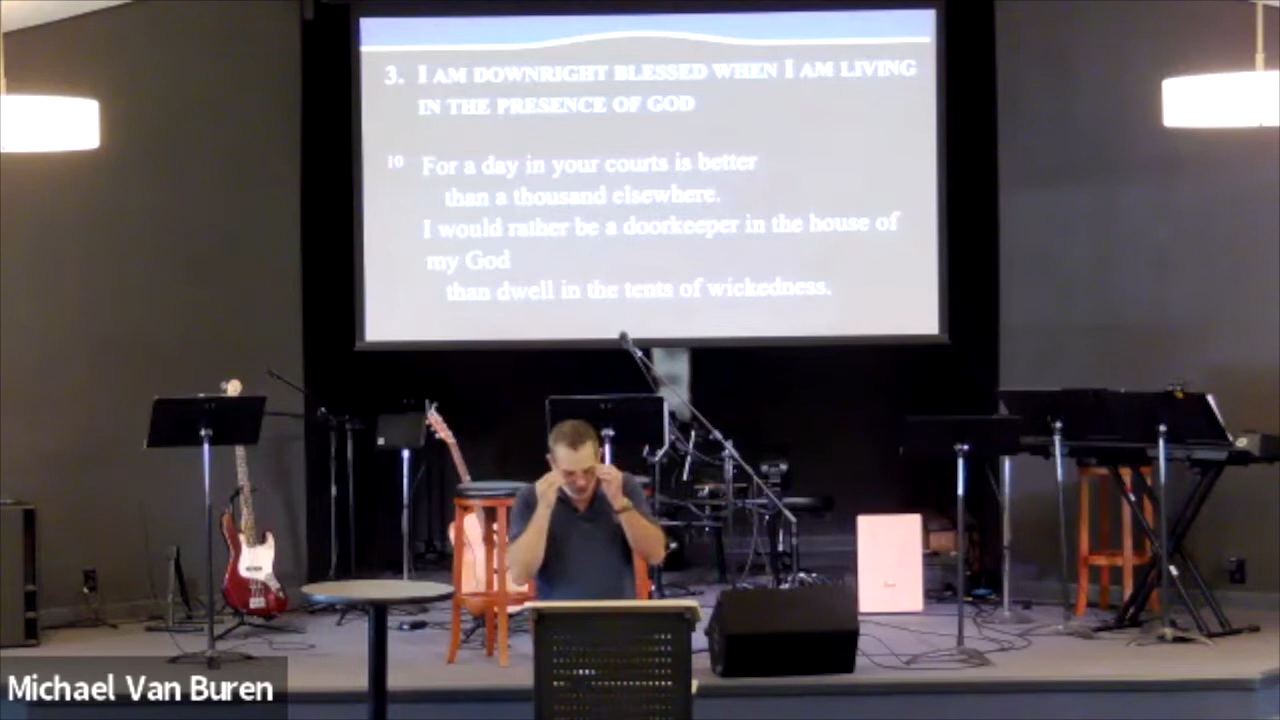 3. I AM DOWNRIGHT BLESSED WHEN I AM LIVING
IN THE PRESENCE OF GOD
10 For a day in your courts is better
than a thousand elsewhere.
I would rather be a doorkeeper in the house of
my God
than dwell in the tents of wickedness.
Michael Van Buren